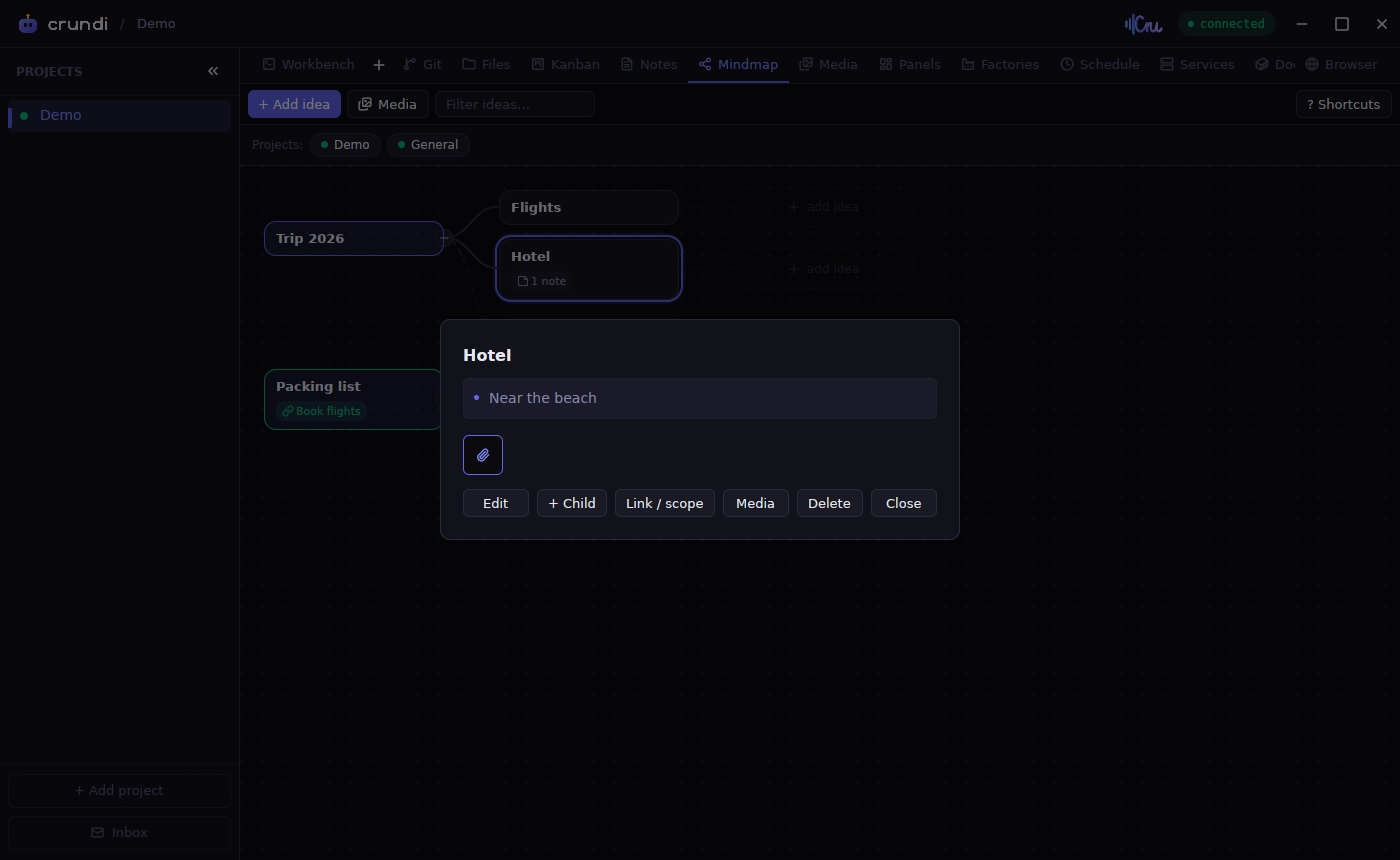 crundi / Demo
Cru
connected
PROJECTS
Workbench
Git
Files
Kanban
Notes
Mindmap
Media
Panels
Factories
Schedule
Services
Browser
Demo
+ Add idea
Media
Filter ideas...
? Shortcuts
Projects:
Demo
General
Flights
+ add idea
Trip 2026
Hotel
1 note
+ add idea
Hotel
Near the beach
Packing list
Book flights
Edit
+ Child
Link / scope
Media
Delete
Close
+ Add project
Inbox